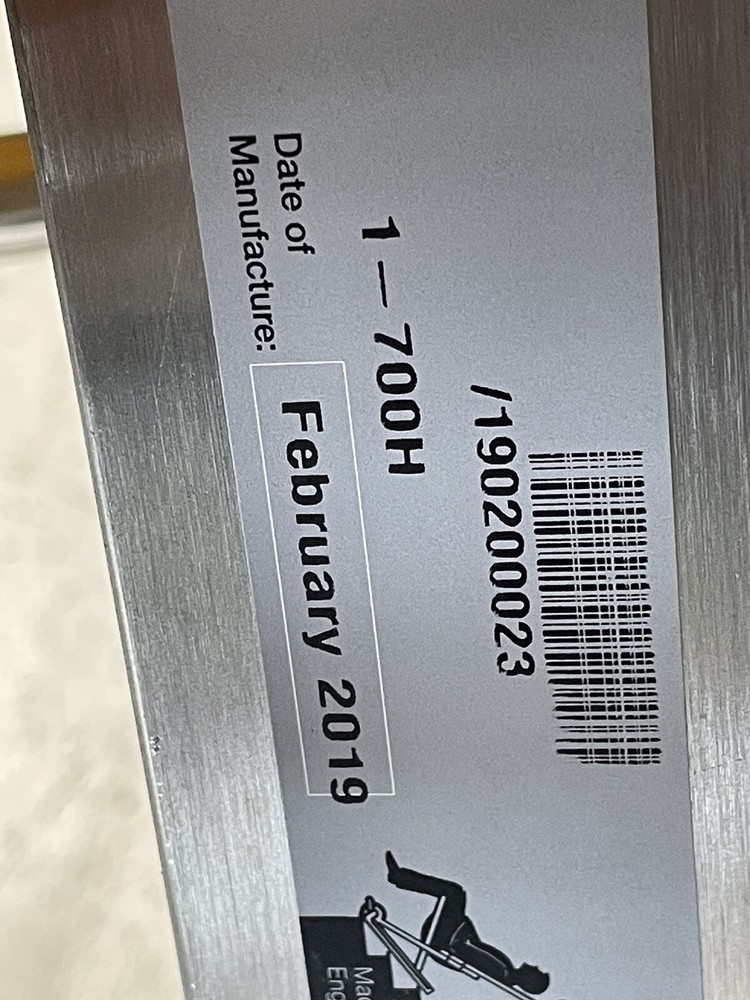 /190200023
1 — 700H
Date of
Manufacture:
February 2019